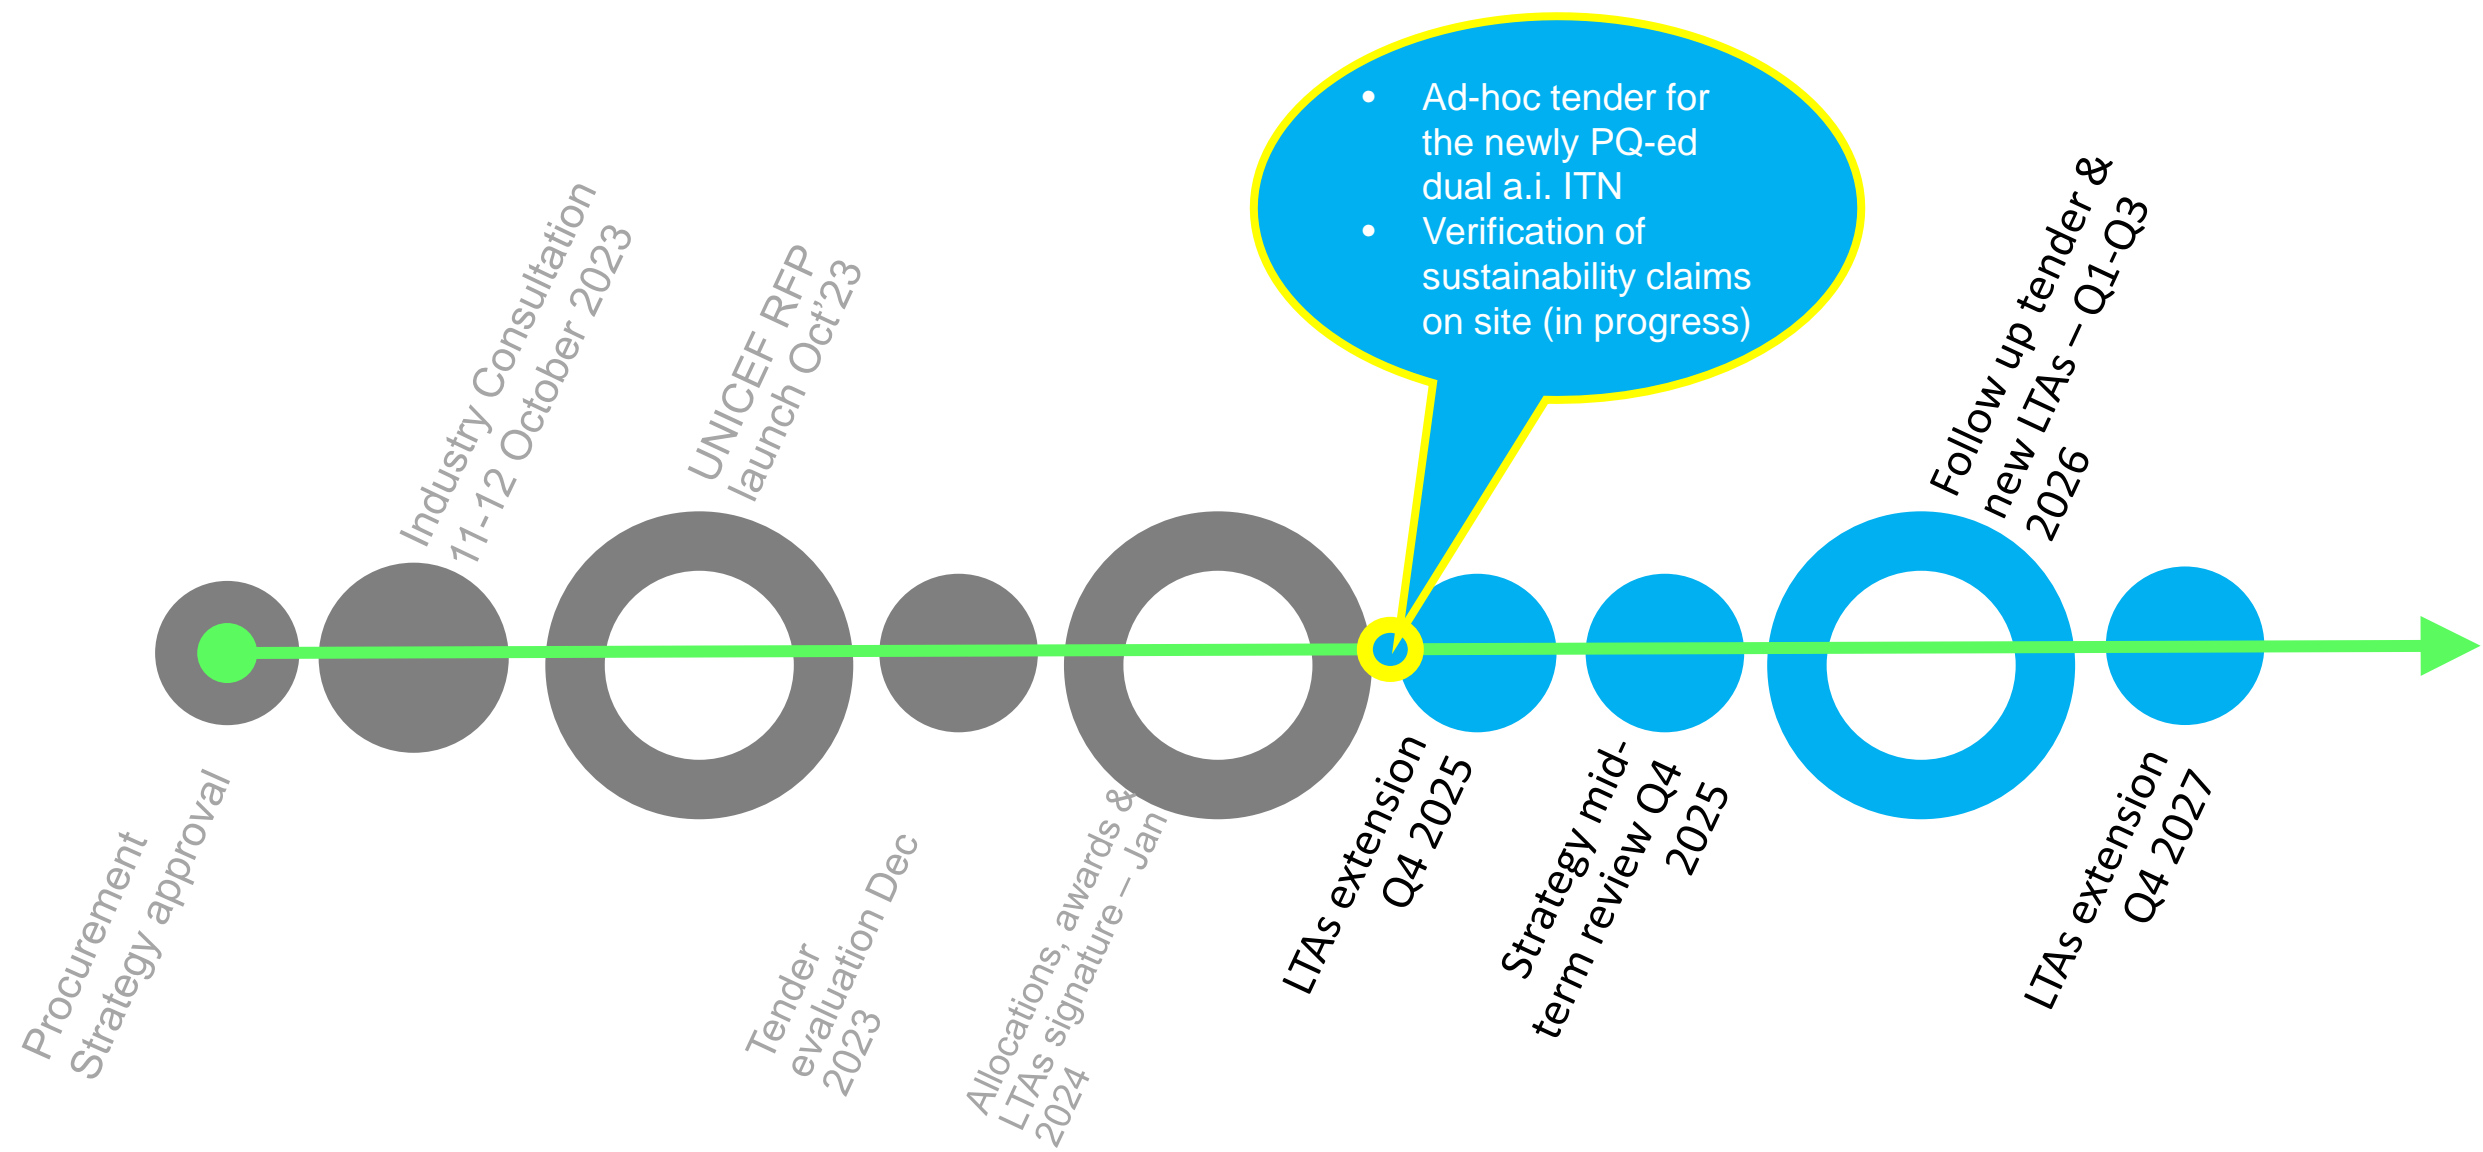 • Ad-hoc tender for
the newly PQ-ed
dual a.i. ITN
• Verification of
sustainability claims
on site (in progress)
Procurement
Strategy approval
Industry Consultation
11-12 October 2023
UNICEF RFP
launch Oct’23
Tender
evaluation Dec
2023
Allocations, awards &
LTAs signature – Jan
2024
LTAs extension
Q4 2025
Strategy mid-
term review Q4
2025
Follow up tender &
new LTAs – Q1-Q3
2026
LTAs extension
Q4 2027